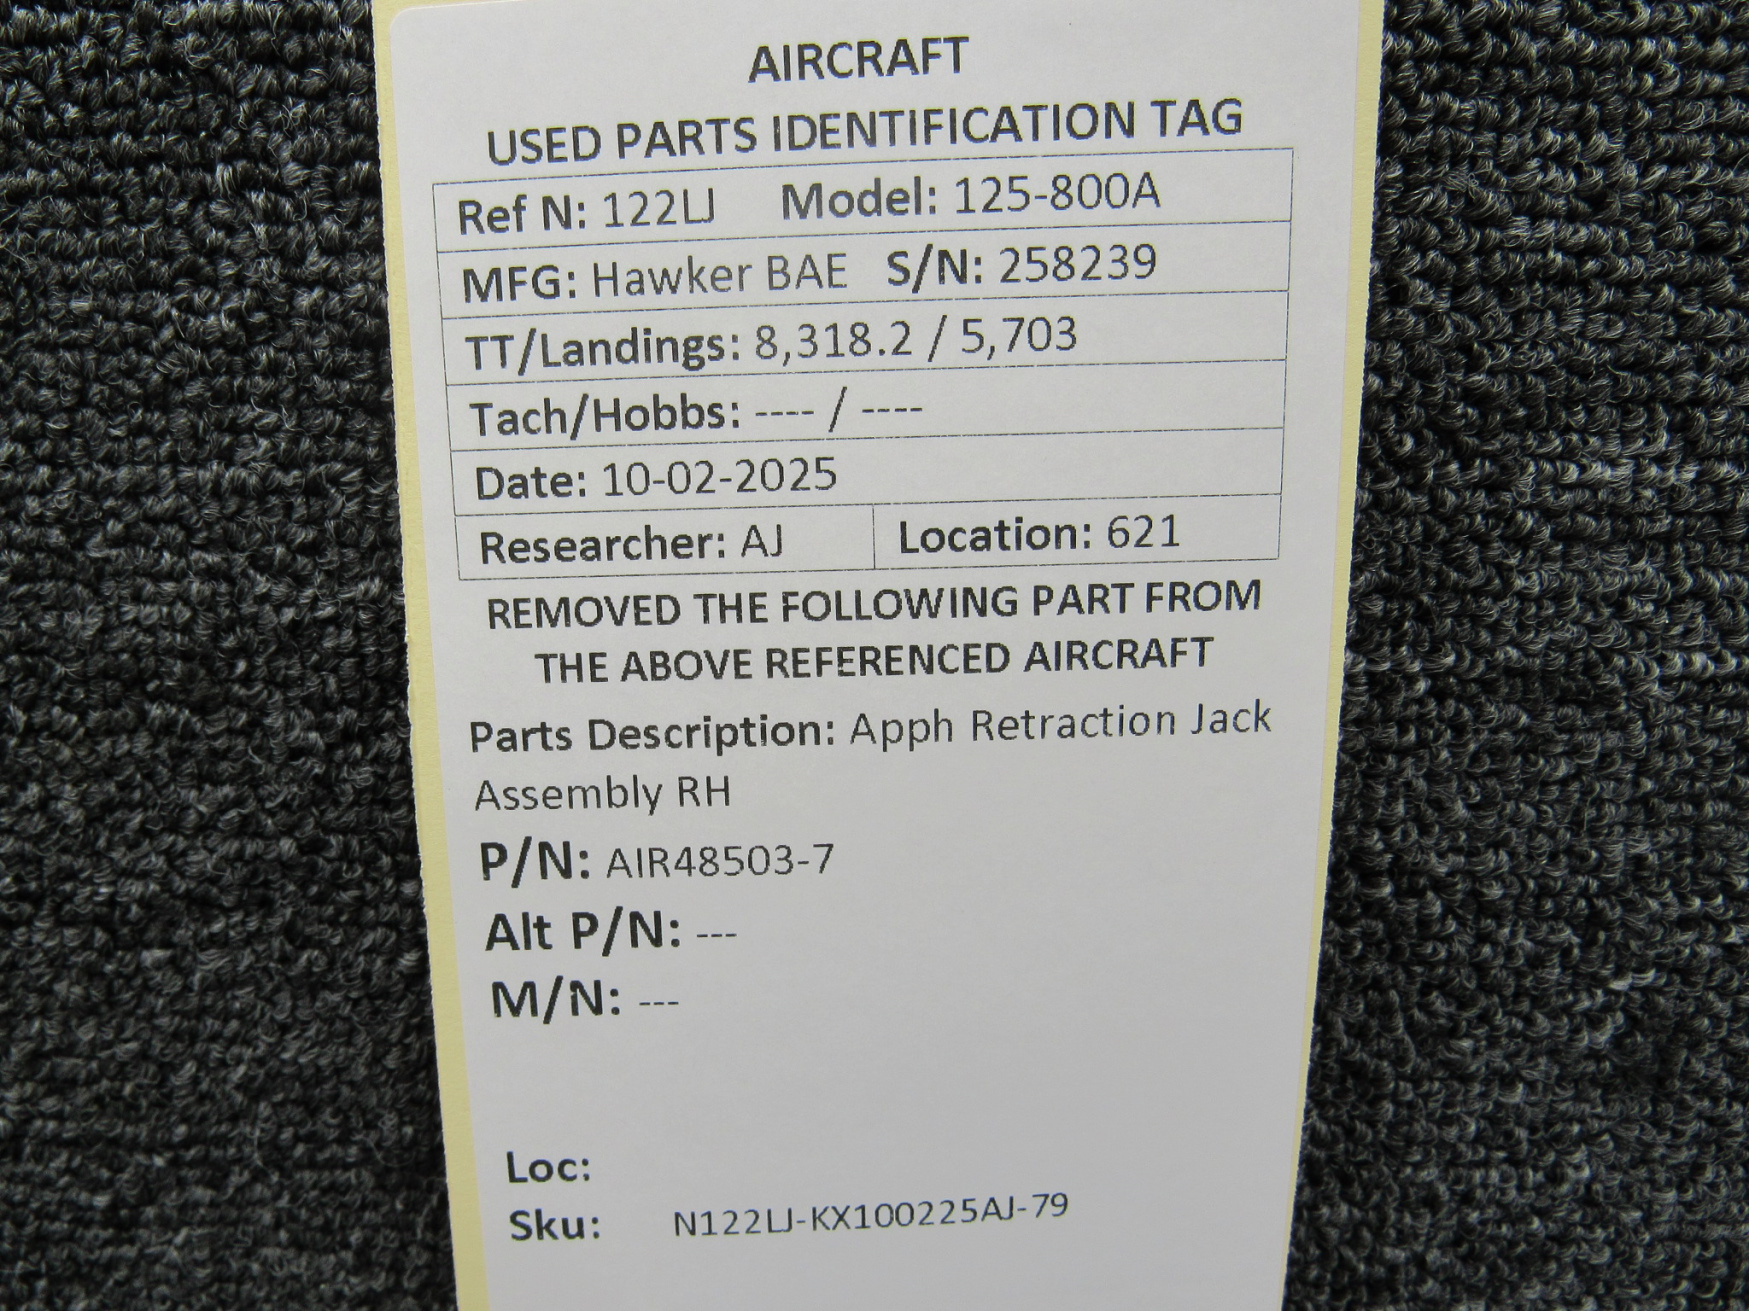 AIRCRAFT
USED PARTS IDENTIFICATION TAG
Ref N: 122LJ Model: 125-800A
MFG: Hawker BAE S/N: 258239
TT/Landings: 8,318.2 / 5,703
Tach/Hobbs: ---- / ----
Date: 10-02-2025
Researcher: AJ Location: 621
REMOVED THE FOLLOWING PART FROM
THE ABOVE REFERENCED AIRCRAFT
Parts Description: Apph Retraction Jack
Assembly RH
P/N: AIR48503-7
Alt P/N: ---
M/N: ---
Loc:
Sku: N122LJ-KX100225AJ-79